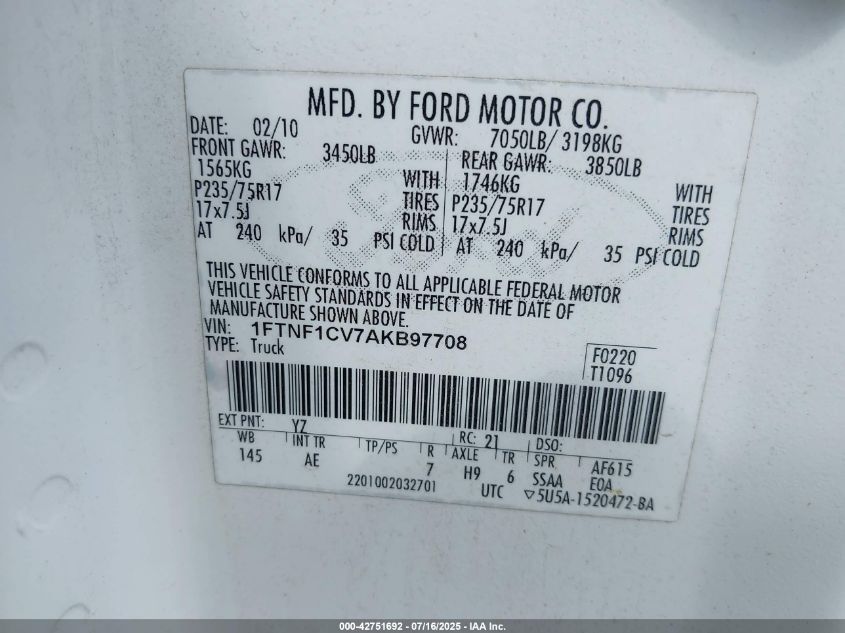 MFD. BY FORD MOTOR CO.
DATE: 02/10 GVWR: 7050LB/ 3198KG
FRONT GAWR: 3450LB REAR GAWR: 3850LB
1565KG WITH 1746KG WITH
P235/75R17 TIRES P235/75R17 TIRES
17x7.5J RIMS 17x7.5J RIMS
AT 240 kPa/ 35 PSI COLD AT 240 kPa/ 35 PSI COLD
THIS VEHICLE CONFORMS TO ALL APPLICABLE FEDERAL MOTOR
VEHICLE SAFETY STANDARDS IN EFFECT ON THE DATE OF
MANUFACTURE SHOWN ABOVE.
VIN: 1FTNF1CV7AKB97708
TYPE: Truck
F0220
T1096
EXT PNT: YZ RC: 21 DSO:
WB INT TR TP/PS R AXLE TR SPR AF615
145 AE 7 H9 6 SSAA E0A
2201002032701 UTC ▽5U5A-1520472-BA
000-42751692 - 07/16/2025 - IAA Inc.